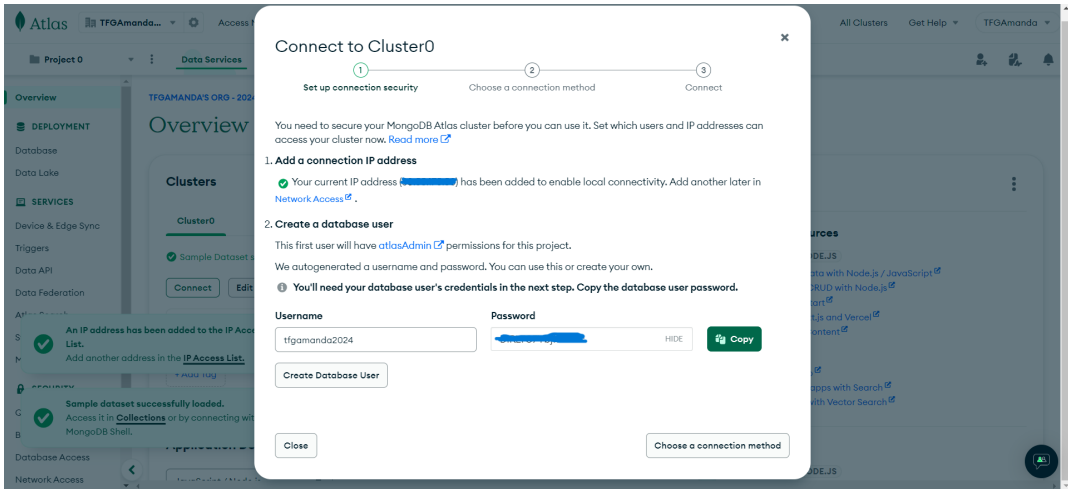 Atlas
TFGAmanda...
Access
All Clusters
Get Help
TFGAmanda
Project 0
Data Services
Overview
DEPLOYMENT
Database
Data Lake
SERVICES
Device & Edge Sync
Triggers
Data API
Data Federation
Database Access
Network Access
TFGAMANDA'S ORG - 2024
Overview
Clusters
Cluster0
Sample Dataset s
Connect
Edit
+ Add Tag
An IP address has been added to the IP Acce
List.
Add another address in the IP Access List.
Sample dataset successfully loaded.
Access it in Collections or by connecting wit
MongoDB Shell.
Connect to Cluster0
1
2
3
Set up connection security
Choose a connection method
Connect
You need to secure your MongoDB Atlas cluster before you can use it. Set which users and IP addresses can
access your cluster now. Read more
1. Add a connection IP address
Your current IP address ( ) has been added to enable local connectivity. Add another later in
Network Access .
2. Create a database user
This first user will have atlasAdmin permissions for this project.
We autogenerated a username and password. You can use this or create your own.
You'll need your database user's credentials in the next step. Copy the database user password.
Username
Password
tfgamanda2024
HIDE
Copy
Create Database User
Close
Choose a connection method
urces
DE.JS
ata with Node.js / JavaScript
CRUD with Node.js
art
t.js and Vercel
ontent
apps with Search
with Vector Search
DE.JS